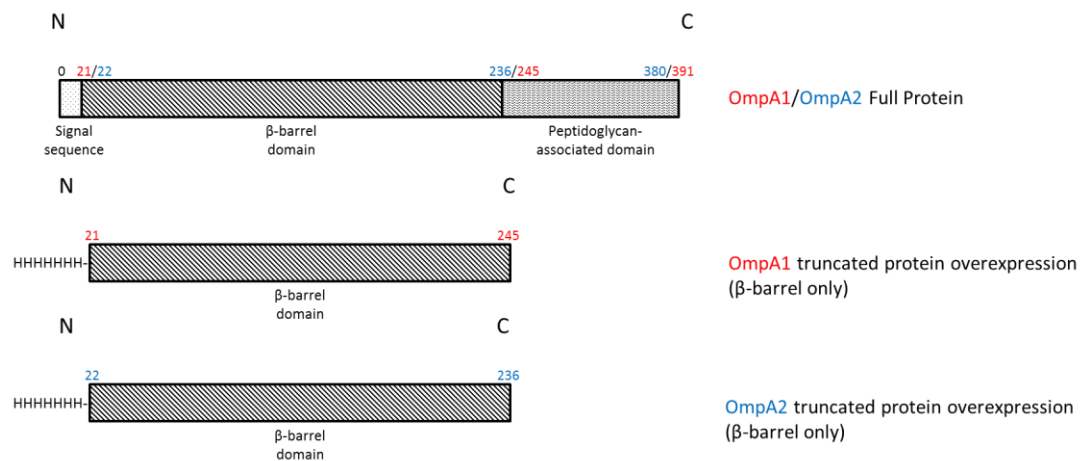 N C
0 21/22 236/245 380/391
OmpA1/OmpA2 Full Protein
Signal sequence
β-barrel domain
Peptidoglycan-associated domain
N C
21 245
HHHHHHH-
OmpA1 truncated protein overexpression
(β-barrel only)
β-barrel
domain
N C
22 236
HHHHHHH-
OmpA2 truncated protein overexpression
(β-barrel only)
β-barrel
domain